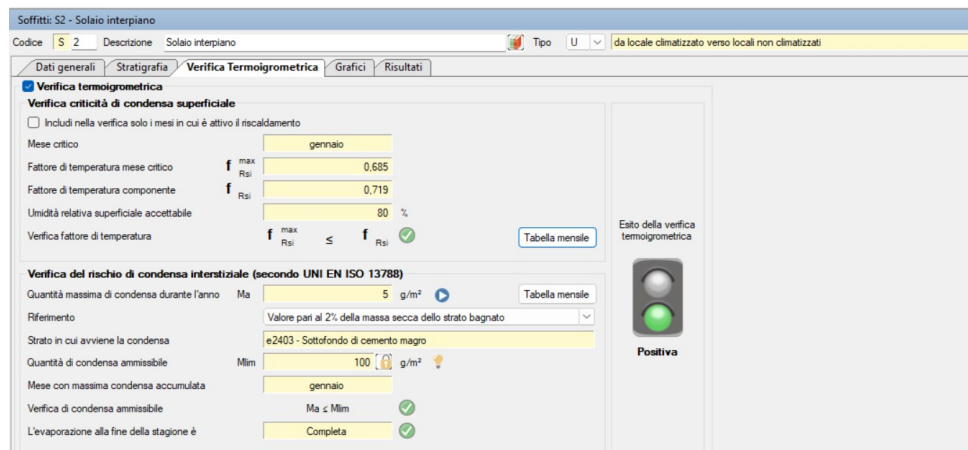 Soffitti: S2 - Solaio interpiano
Codice S 2 Descrizione Solaio interpiano Tipo U da locale climatizzato verso locali non climatizzati
Dati generali Stratigrafia Verifica Termoigrometrica Grafici Risultati
Verifica termoigrometrica
Verifica criticità di condensa superficiale
Includi nella verifica solo i mesi in cui è attivo il riscaldamento
Mese critico gennaio
Fattore di temperatura mese critico f max Rsi 0,685
Fattore di temperatura componente f Rsi 0,719
Umidità relativa superficiale accettabile 80 %
Verifica fattore di temperatura f max Rsi ≤ f Rsi Tabella mensile
Esito della verifica
termoigrometrica
Positiva
Verifica del rischio di condensa interstiziale (secondo UNI EN ISO 13788)
Quantità massima di condensa durante l'anno Ma 5 g/m² Tabella mensile
Riferimento Valore pari al 2% della massa secca dello strato bagnato
Strato in cui avviene la condensa e2403 - Sottofondo di cemento magro
Quantità di condensa ammissibile Mlim 100 g/m²
Mese con massima condensa accumulata gennaio
Verifica di condensa ammissibile Ma ≤ Mlim
L'evaporazione alla fine della stagione è Completa